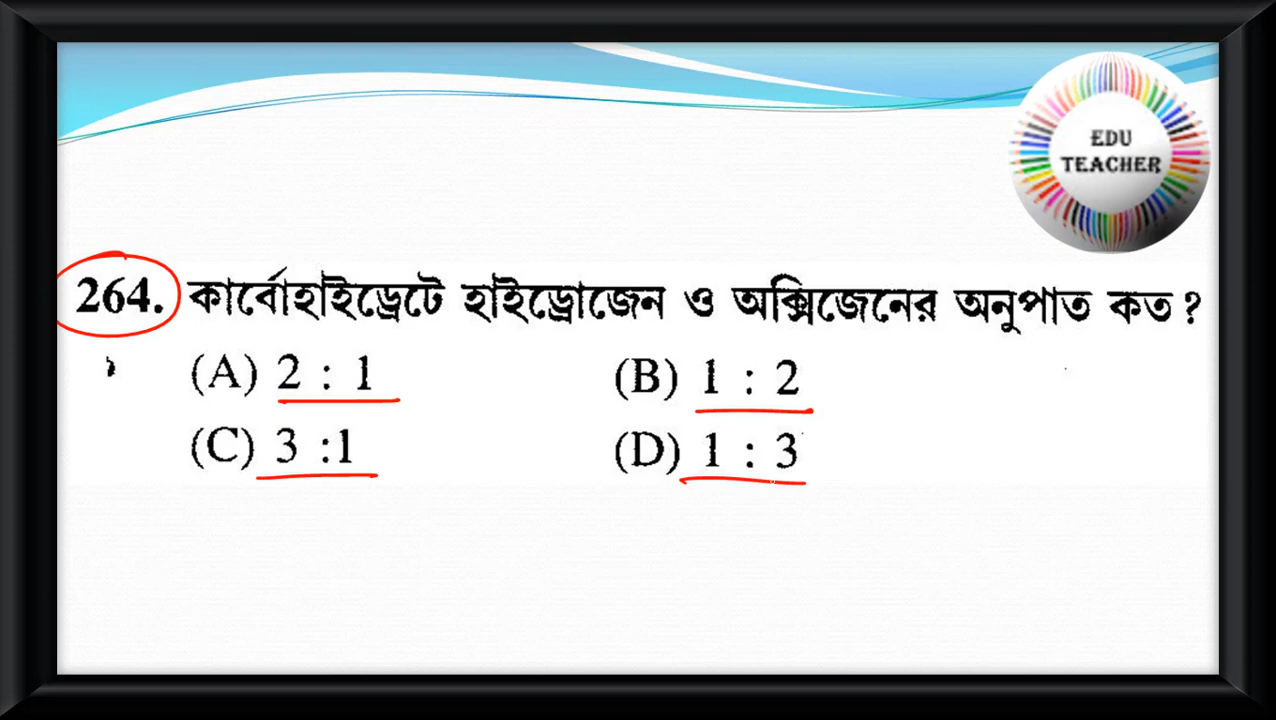 EDU
TEACHER
264. কার্বোহাইড্রেটে হাইড্রোজেন ও অক্সিজেনের অনুপাত কত ?
(A) 2 : 1 (B) 1 : 2
(C) 3 :1 (D) 1 : 3